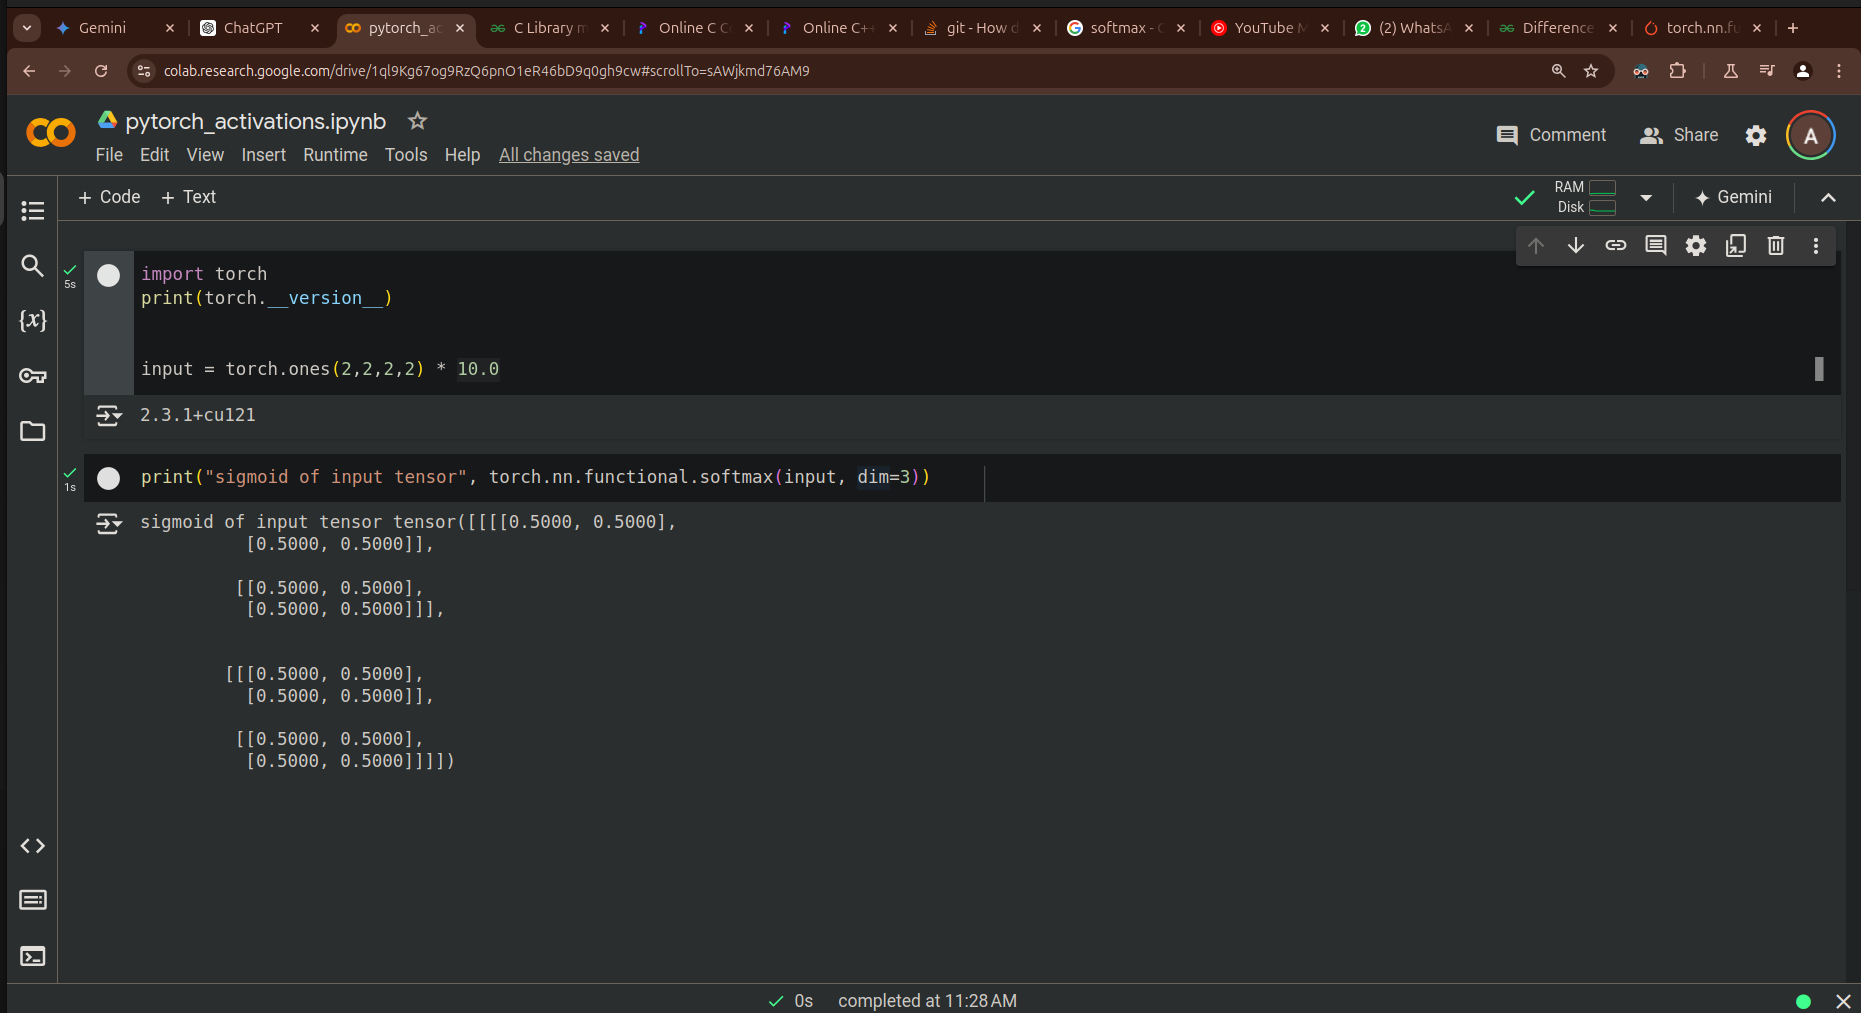 Gemini
ChatGPT
pytorch_ac
C Library m
Online C C
Online C++
git - How d
softmax - G
YouTube M
(2) WhatsA
Difference
torch.nn.fu
colab.research.google.com/drive/1ql9Kg67og9RzQ6pnO1eR46bD9q0gh9cw#scrollTo=sAWjkmd76AM9
pytorch_activations.ipynb
Comment
Share
A
File Edit View Insert Runtime Tools Help All changes saved
+ Code + Text
RAM
Disk
Gemini
5s
import torch
print(torch.__version__)
input = torch.ones(2,2,2,2) * 10.0
2.3.1+cu121
1s
print("sigmoid of input tensor", torch.nn.functional.softmax(input, dim=3))
sigmoid of input tensor tensor([[[[0.5000, 0.5000],
[0.5000, 0.5000]],
[[0.5000, 0.5000],
[0.5000, 0.5000]]],
[[[0.5000, 0.5000],
[0.5000, 0.5000]],
[[0.5000, 0.5000],
[0.5000, 0.5000]]]])
0s completed at 11:28 AM